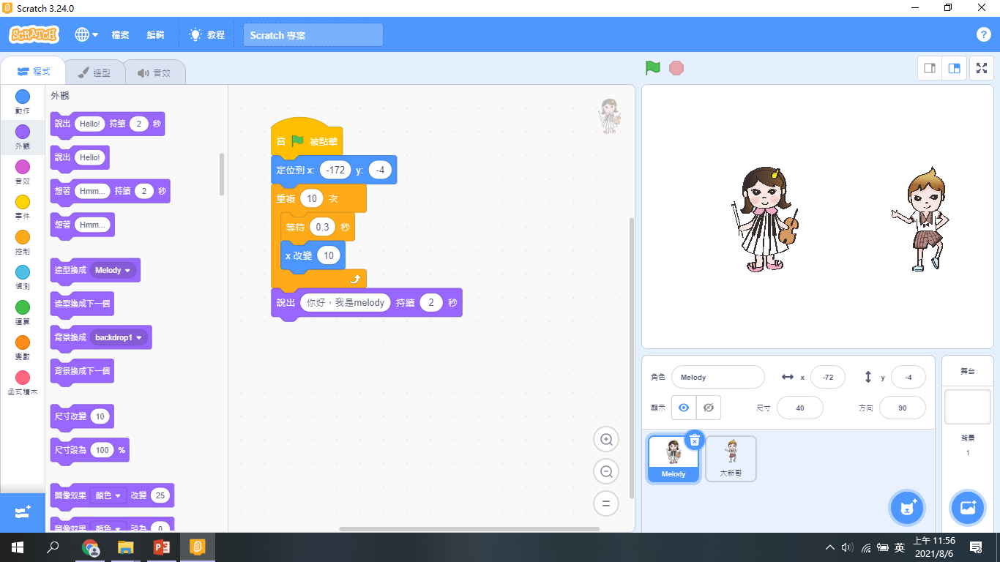 Scratch 3.24.0
SCRATCH 檔案 編輯 教程 Scratch 專案 ?
程式 造型 音效
動作
外觀
音效
事件
控制
偵測
運算
變數
函式積木
外觀
說出 Hello! 持續 2 秒
說出 Hello!
想著 Hmm... 持續 2 秒
想著 Hmm...
造型換成 Melody
造型換成下一個
背景換成 backdrop1
背景換成下一個
尺寸改變 10
尺寸設為 100 %
圖像效果 顏色 改變 25
圖像效果 顏色 設為 0
當 被點擊
定位到 x: -172 y: -4
重複 10 次
等待 0.3 秒
x 改變 10
說出 你好，我是melody 持續 2 秒
角色 Melody x -72 y -4
顯示 尺寸 40 方向 90
Melody
大新哥
舞台
背景
1
英
上午 11:56
2021/8/6